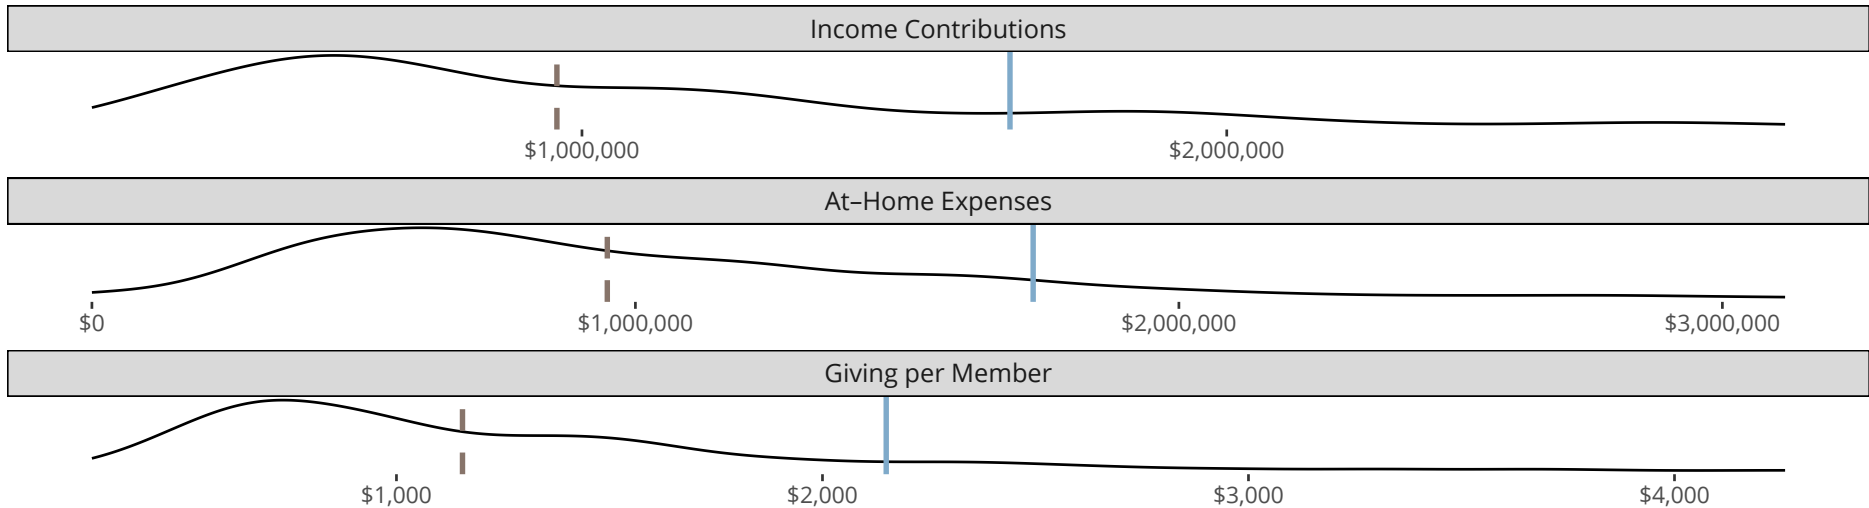 Income Contributions
$1,000,000 $2,000,000
At–Home Expenses
$0 $1,000,000 $2,000,000 $3,000,000
Giving per Member
$1,000 $2,000 $3,000 $4,000